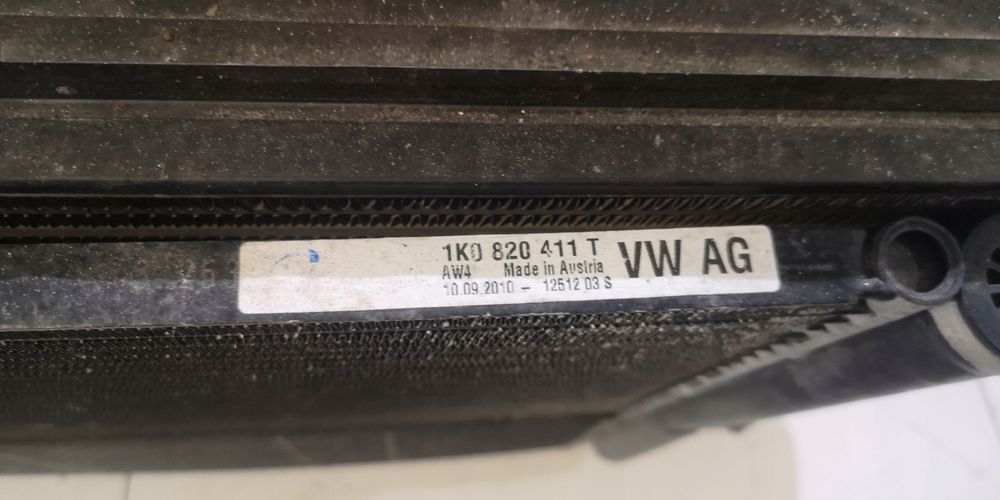 1K0 820 411 T VW AG
AW4 Made in Austria
10.09.2010 - 12512 03 S